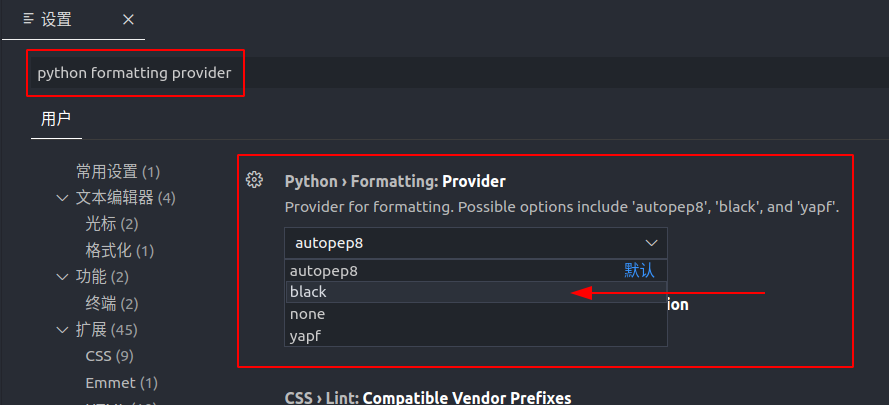 设置
python formatting provider
用户
常用设置 (1)
文本编辑器 (4)
光标 (2)
格式化 (1)
功能 (2)
终端 (2)
扩展 (45)
CSS (9)
Emmet (1)
Python › Formatting: Provider
Provider for formatting. Possible options include 'autopep8', 'black', and 'yapf'.
autopep8
autopep8 默认
black
none
yapf
ion
CSS › Lint: Compatible Vendor Prefixes